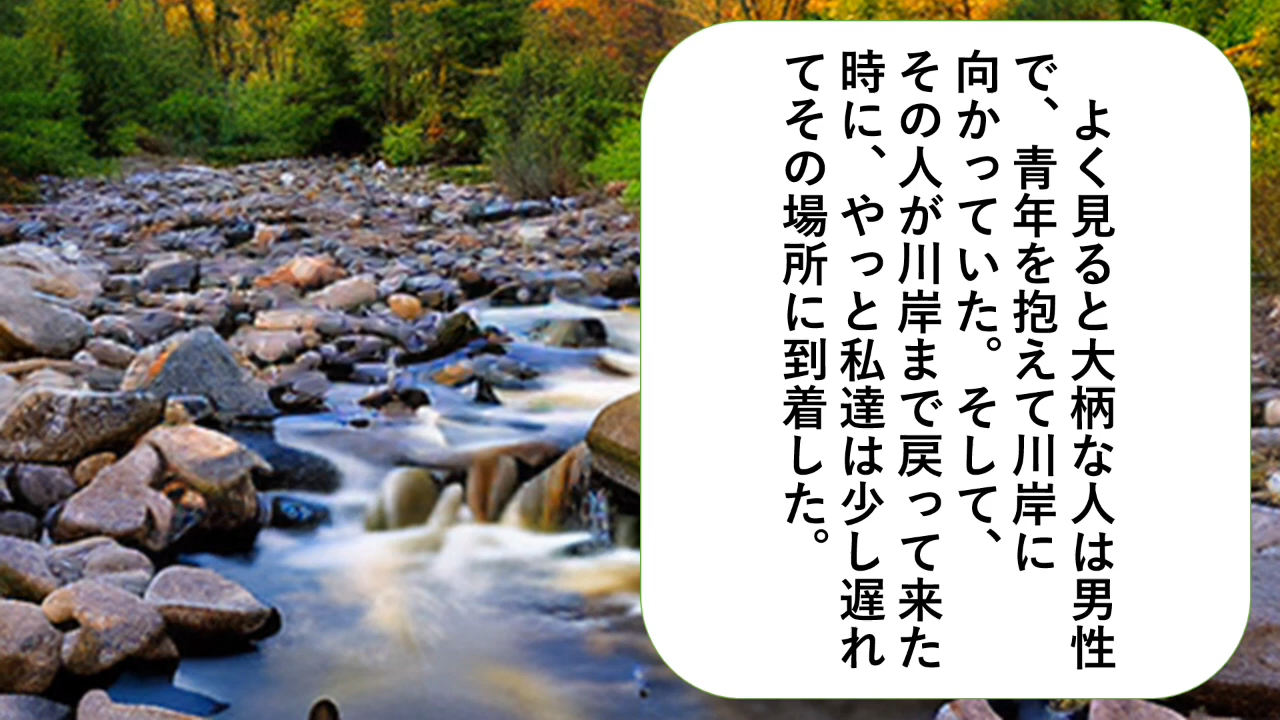 よく見ると大柄な人は男性
で、青年を抱えて川岸に
向かっていた。そして、
その人が川岸まで戻って来た
時に、やっと私達は少し遅れ
てその場所に到着した。